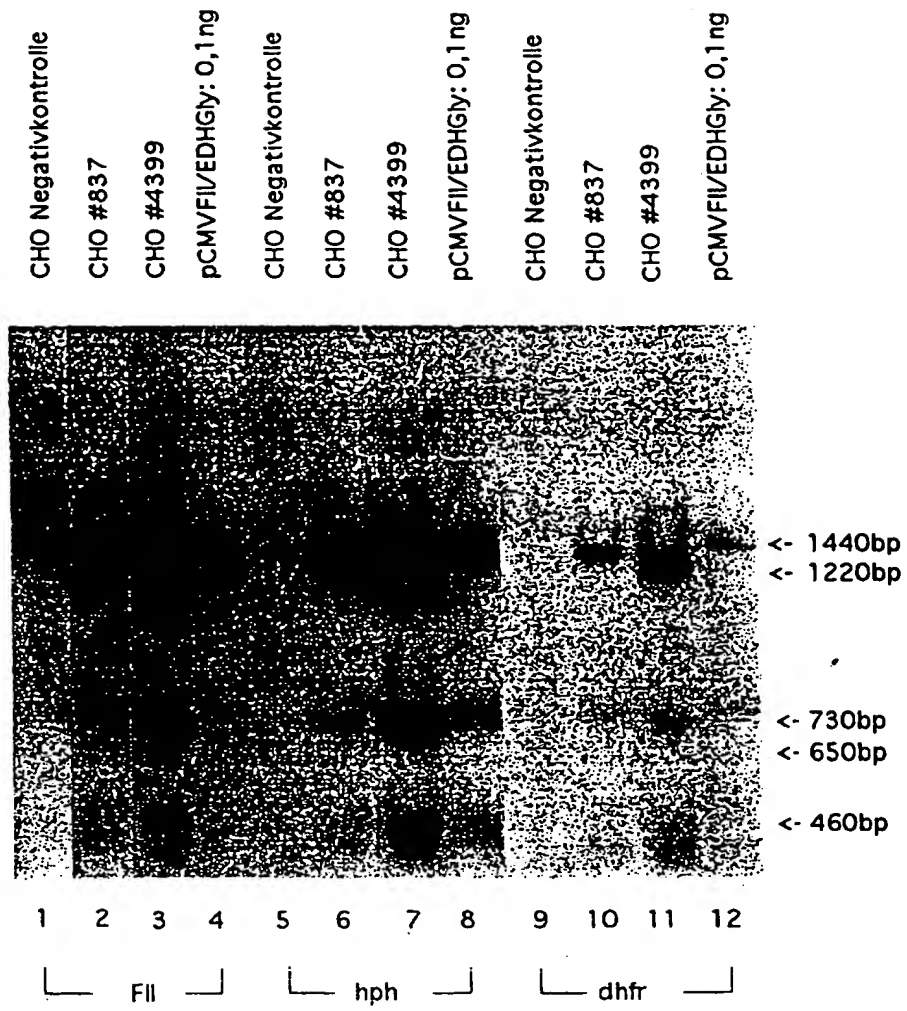 CHO Negativkontrolle
CHO #837
CHO #4399
pCMVFII/EDHGly: 0,1ng
CHO Negativkontrolle
CHO #837
CHO #4399
pCMVFII/EDHGly: 0,1ng
CHO Negativkontrolle
CHO #837
CHO #4399
pCMVFII/EDHGly: 0,1ng
<- 1440bp
<- 1220bp
<- 730bp
<- 650bp
<- 460bp
1 2 3 4 5 6 7 8 9 10 11 12
FII hph dhfr